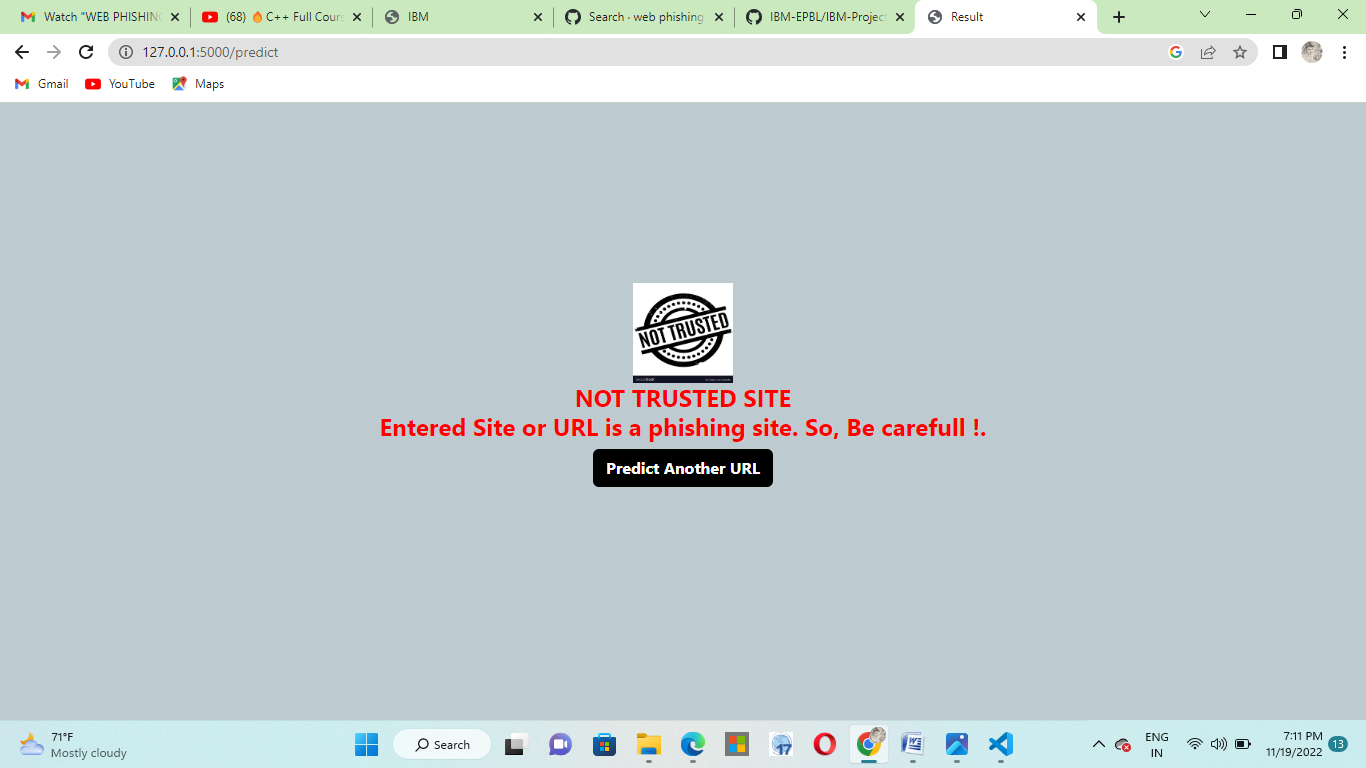 Watch "WEB PHISHING
(68) 🔥 C++ Full Cours
IBM
Search · web phishing
IBM-EPBL/IBM-Project
Result
127.0.0.1:5000/predict
Gmail
YouTube
Maps
NOT TRUSTED
NOT TRUSTED SITE
Entered Site or URL is a phishing site. So, Be carefull !.
Predict Another URL
71°F
Mostly cloudy
Search
17
ENG
IN
7:11 PM
11/19/2022
13